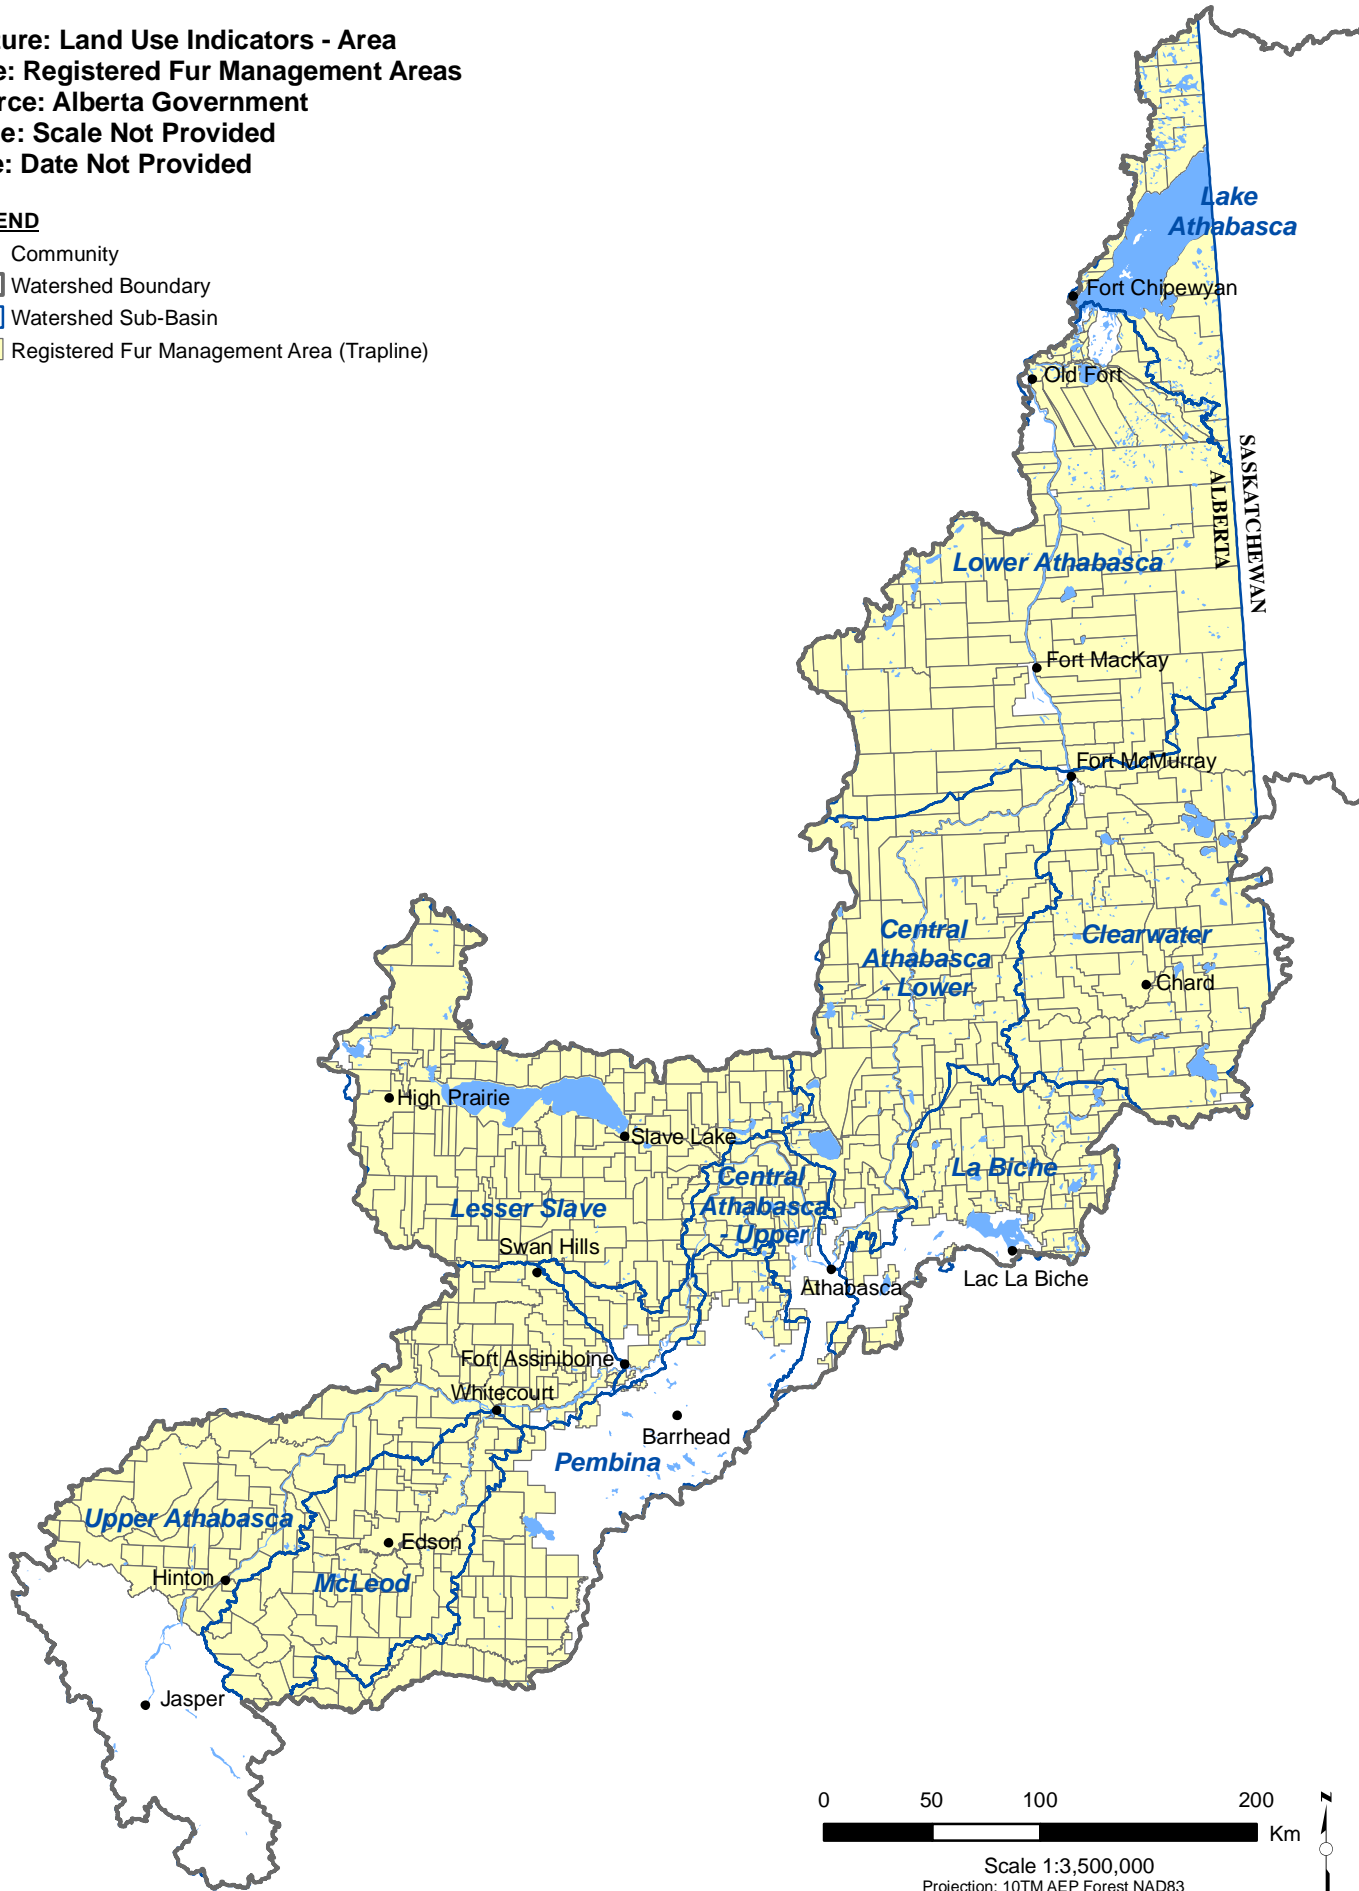 ture: Land Use Indicators - Area
e: Registered Fur Management Areas
rce: Alberta Government
e: Scale Not Provided
e: Date Not Provided
END
Community
Watershed Boundary
Watershed Sub-Basin
Registered Fur Management Area (Trapline)
Lake
Athabasca
Fort Chipewyan
Old Fort
SASKATCHEWAN
ALBERTA
Lower Athabasca
Fort MacKay
Fort McMurray
Central
Athabasca
- Lower
Clearwater
Chard
High Prairie
Slave Lake
La Biche
Central
Athabasca
- Upper
Lesser Slave
Swan Hills
Athabasca
Lac La Biche
Fort Assiniboine
Whitecourt
Barrhead
Pembina
Upper Athabasca
Edson
Hinton
McLeod
Jasper
0 50 100 200
Km
N
Scale 1:3,500,000
Projection: 10TM AEP Forest NAD83